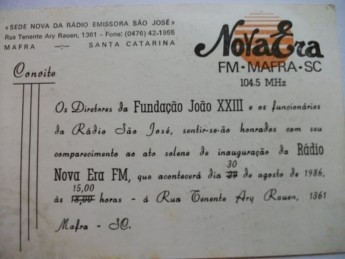 «SEDE NOVA DA RÁDIO EMISSORA SÃO JOSÉ»
Rua Tenente Ary Rauen, 1361 - Fone: (0476) 42-1955
MAFRA - SANTA CATARINA
Nova Era
FM • MAFRA • SC
104.5 MHz
Convite
Os Diretores da Fundação João XXIII e os funcionários
da Rádio São José, sentir-se-ão honrados com seu
comparecimento ao ato solene de inauguração da Rádio
30
Nova Era FM, que acontecerá dia de agosto de 1986,
15,00
às horas - á Rua Tenente Ary Rauen, 1361
Mafra - SC.